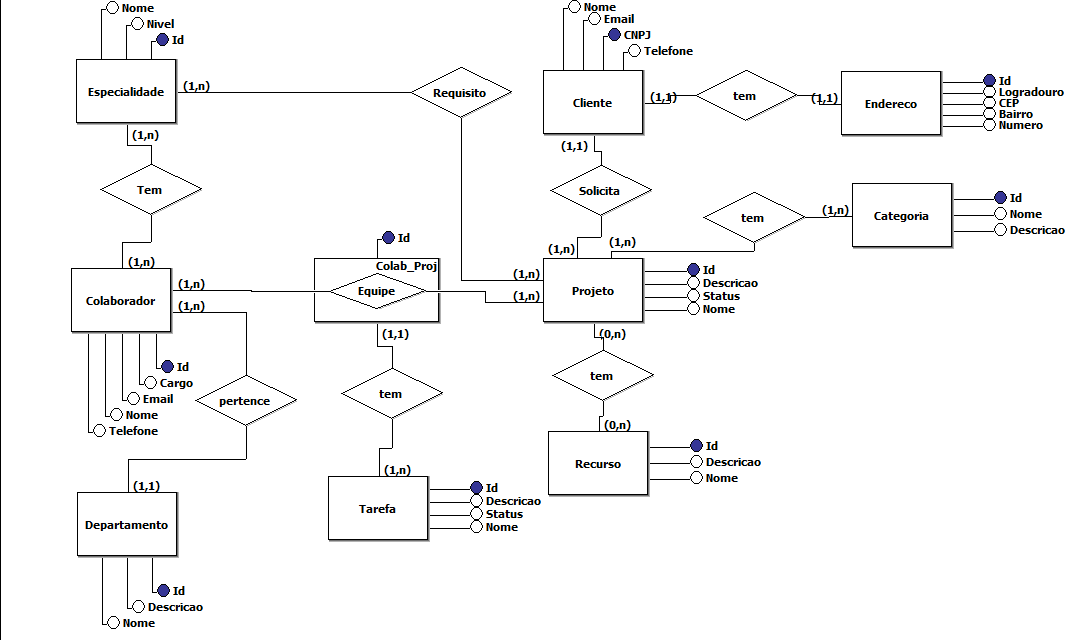 Nome
Nivel
Id
Especialidade
(1,n)
(1,n)
Requisito
Nome
Email
CNPJ
Telefone
Cliente
(1,1)
tem
(1,1)
Endereco
Id
Logradouro
CEP
Bairro
Numero
(1,1)
Solicita
(1,n)
Tem
(1,n)
tem
(1,n)
Categoria
Id
Nome
Descricao
(1,n)
Colaborador
(1,n)
(1,n)
Id
Colab_Proj
Equipe
(1,n)
(1,n)
Projeto
Id
Descricao
Status
Nome
Id
Cargo
Email
Nome
Telefone
pertence
(1,1)
tem
(1,n)
Tarefa
Id
Descricao
Status
Nome
(0,n)
tem
(0,n)
Recurso
Id
Descricao
Nome
(1,1)
Departamento
Id
Descricao
Nome